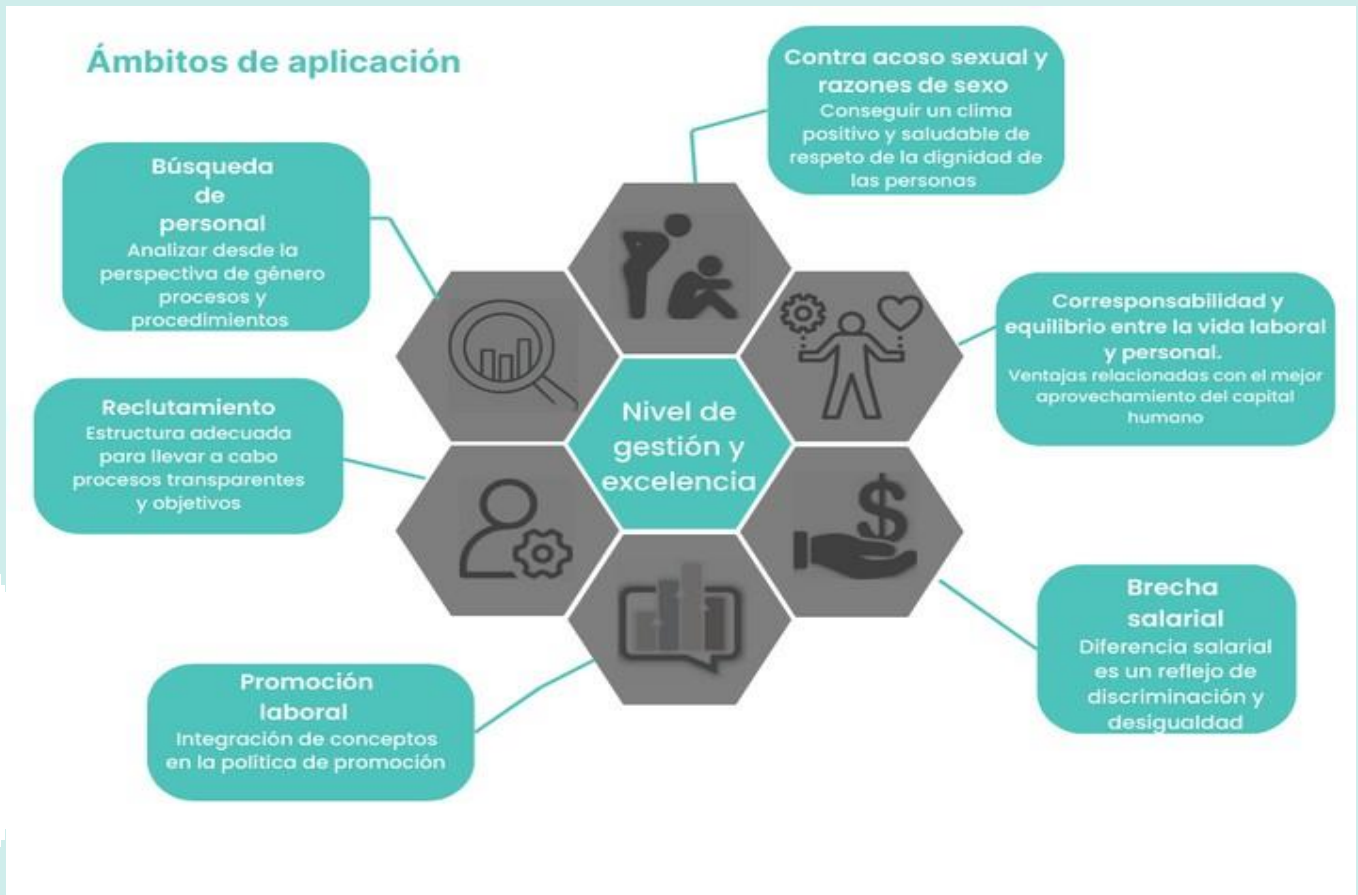 Ámbitos de aplicación
Contra acoso sexual y
razones de sexo
Conseguir un clima
positivo y saludable de
respeto de la dignidad de
las personas
Búsqueda
de
personal
Analizar desde la
perspectiva de género
procesos y
procedimientos
Corresponsabilidad y
equilibrio entre la vida laboral
y personal.
Ventajas relacionadas con el mejor
aprovechamiento del capital
humano
Reclutamiento
Estructura adecuada
para llevar a cabo
procesos transparentes
y objetivos
Nivel de
gestión y
excelencia
Brecha
salarial
Diferencia salarial
es un reflejo de
discriminación y
desigualdad
Promoción
laboral
Integración de conceptos
en la política de promoción